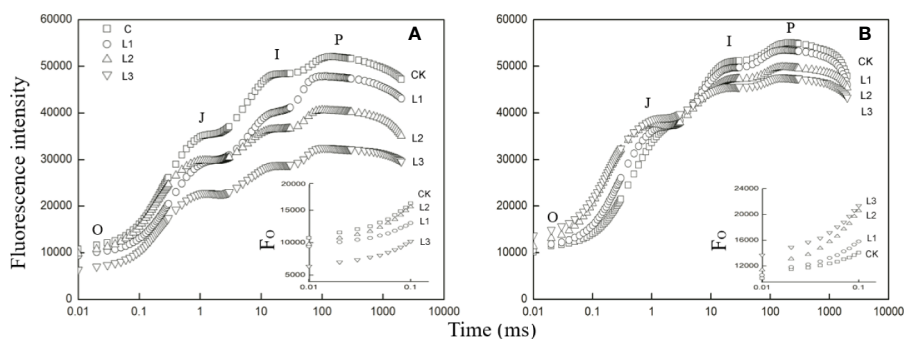 60000
50000
40000
30000
20000
10000
0
Fluorescence intensity
A
C
L1
L2
L3
O
J
I
P
CK
L1
L2
L3
20000
15000
10000
5000
FO
CK
L2
L1
L3
0.01
0.1
0.01
0.1
1
10
100
1000
10000
60000
50000
40000
30000
20000
10000
0
B
O
J
I
P
CK
L1
L2
L3
24000
20000
16000
12000
FO
L3
L2
L1
CK
0.01
0.1
0.01
0.1
1
10
100
1000
10000
Time (ms)